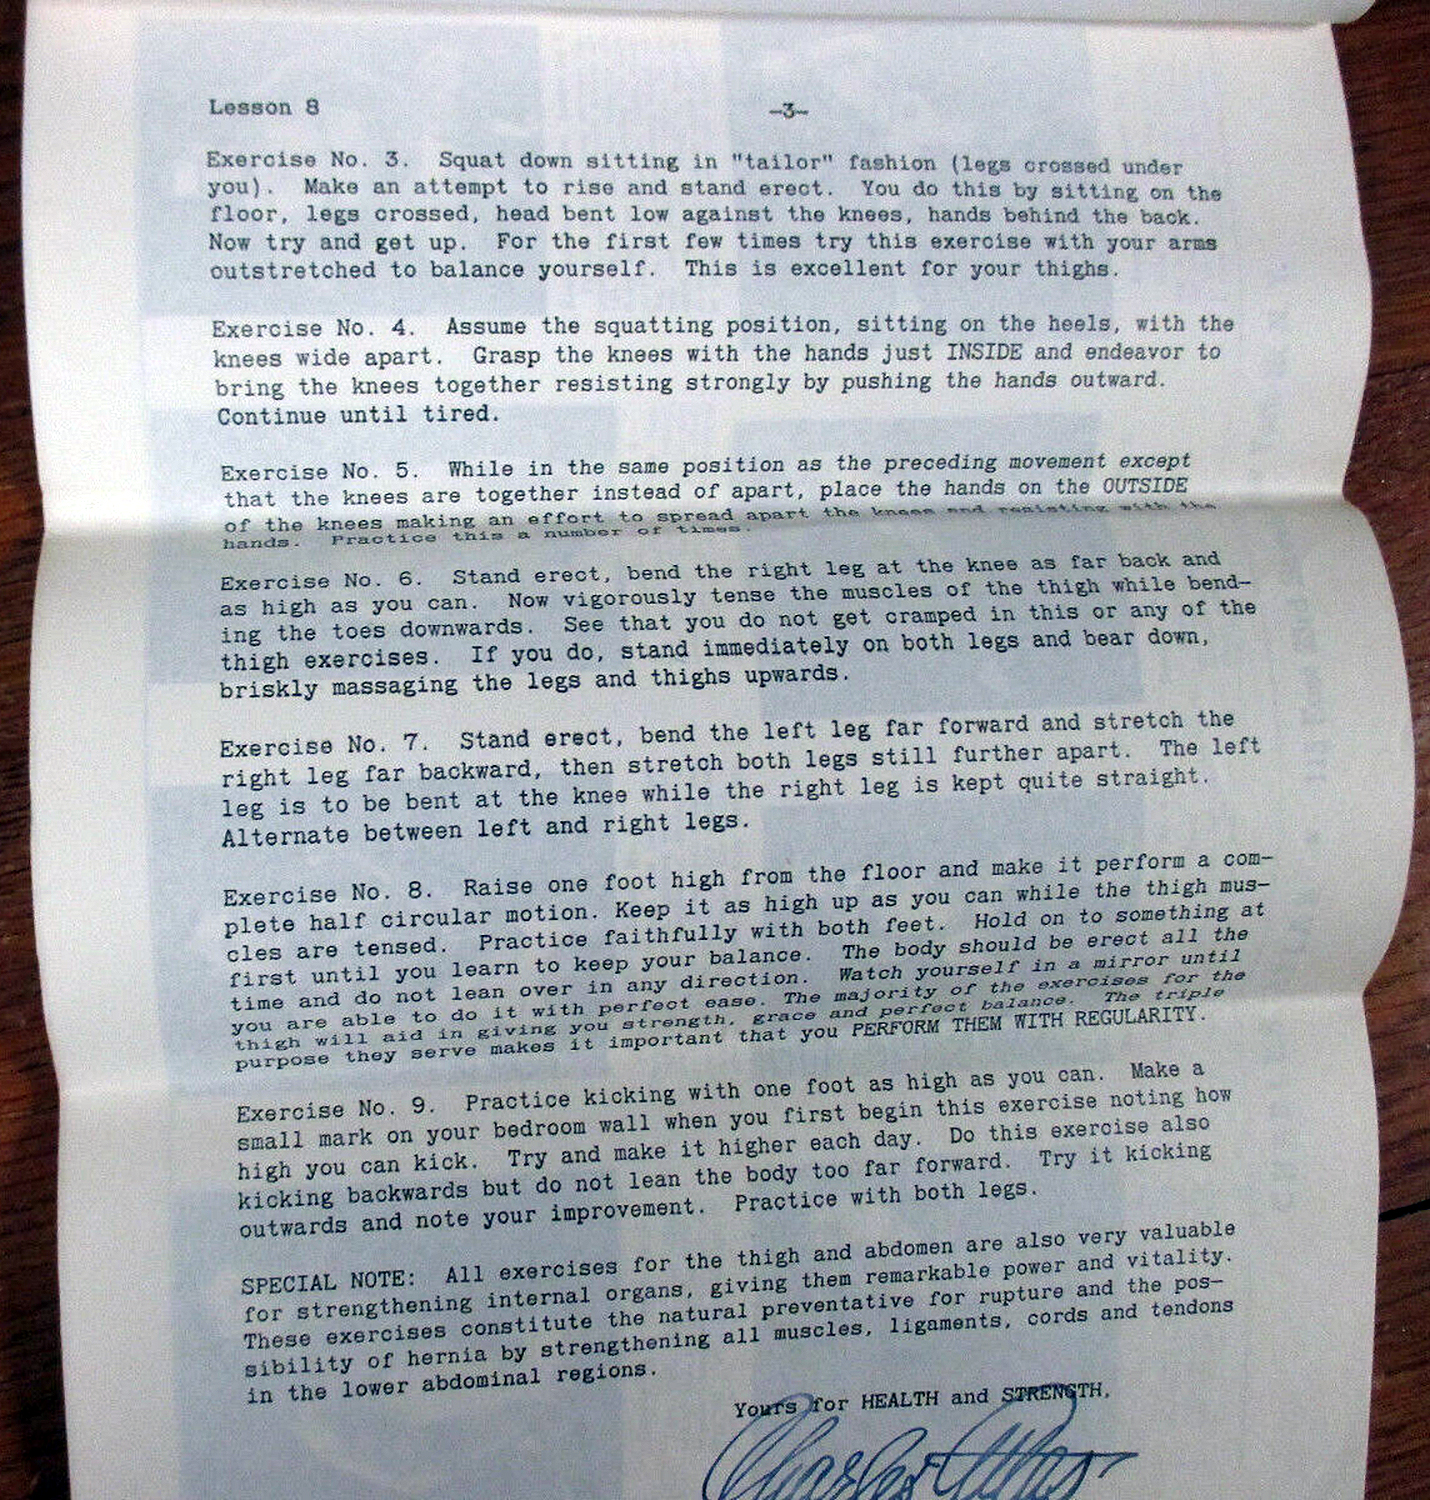 Lesson 8 -3-
Exercise No. 3. Squat down sitting in "tailor" fashion (legs crossed under
you). Make an attempt to rise and stand erect. You do this by sitting on the
floor, legs crossed, head bent low against the knees, hands behind the back.
Now try and get up. For the first few times try this exercise with your arms
outstretched to balance yourself. This is excellent for your thighs.
Exercise No. 4. Assume the squatting position, sitting on the heels, with the
knees wide apart. Grasp the knees with the hands just INSIDE and endeavor to
bring the knees together resisting strongly by pushing the hands outward.
Continue until tired.
Exercise No. 5. While in the same position as the preceding movement except
that the knees are together instead of apart, place the hands on the OUTSIDE
of the knees making an effort to spread apart the knees and resisting with the
hands. Practice this a number of times.
Exercise No. 6. Stand erect, bend the right leg at the knee as far back and
as high as you can. Now vigorously tense the muscles of the thigh while bend-
ing the toes downwards. See that you do not get cramped in this or any of the
thigh exercises. If you do, stand immediately on both legs and bear down,
briskly massaging the legs and thighs upwards.
Exercise No. 7. Stand erect, bend the left leg far forward and stretch the
right leg far backward, then stretch both legs still further apart. The left
leg is to be bent at the knee while the right leg is kept quite straight.
Alternate between left and right legs.
Exercise No. 8. Raise one foot high from the floor and make it perform a com-
plete half circular motion. Keep it as high up as you can while the thigh mus-
cles are tensed. Practice faithfully with both feet. Hold on to something at
first until you learn to keep your balance. The body should be erect all the
time and do not lean over in any direction. Watch yourself in a mirror until
you are able to do it with perfect ease. The majority of the exercises for the
thigh will aid in giving you strength, grace and perfect balance. The triple
purpose they serve makes it important that you PERFORM THEM WITH REGULARITY.
Exercise No. 9. Practice kicking with one foot as high as you can. Make a
small mark on your bedroom wall when you first begin this exercise noting how
high you can kick. Try and make it higher each day. Do this exercise also
kicking backwards but do not lean the body too far forward. Try it kicking
outwards and note your improvement. Practice with both legs.
SPECIAL NOTE: All exercises for the thigh and abdomen are also very valuable
for strengthening internal organs, giving them remarkable power and vitality.
These exercises constitute the natural preventative for rupture and the pos-
sibility of hernia by strengthening all muscles, ligaments, cords and tendons
in the lower abdominal regions.
Yours for HEALTH and STRENGTH,
Charles Atlas